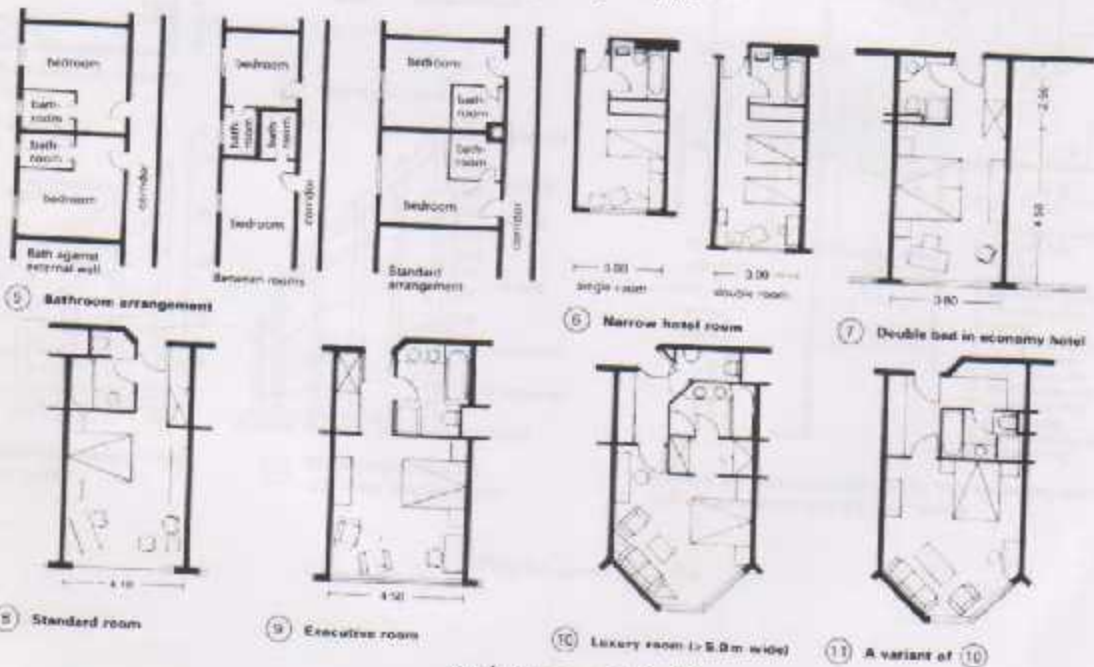 bedroom
bath-
room
bath
room
bedroom
corridor
Bath against
external wall
bedroom
bath
room
bath
room
bedroom
corridor
Between rooms
bedroom
bath-
room
bath-
room
bedroom
corridor
Standard
arrangement
5 Bathroom arrangement
3.00
single room
3.00
double room
6 Narrow hotel room
4.50
3.80
7 Double bed in economy hotel
8 Standard room
4.50
9 Executive room
10 Luxury room (>5.0m wide)
11 A variant of 10